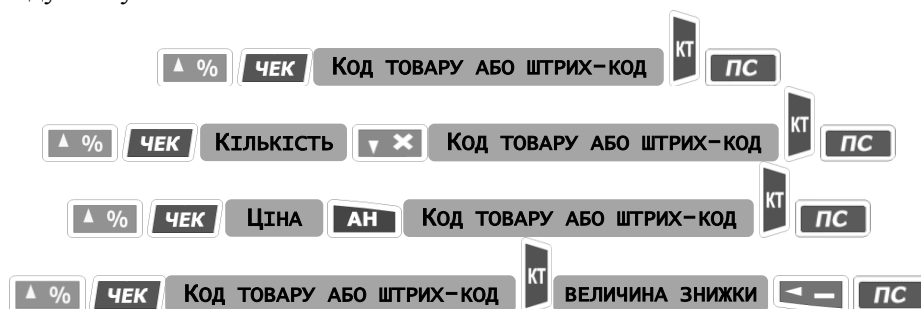 ▲ % ЧЕК Код товару або штрих-код КТ ПС
▲ % ЧЕК Кількість ▼ ✖ Код товару або штрих-код КТ ПС
▲ % ЧЕК Ціна АН Код товару або штрих-код КТ ПС
▲ % ЧЕК Код товару або штрих-код КТ ВЕЛИЧИНА ЗНИЖКИ ◄ − ПС